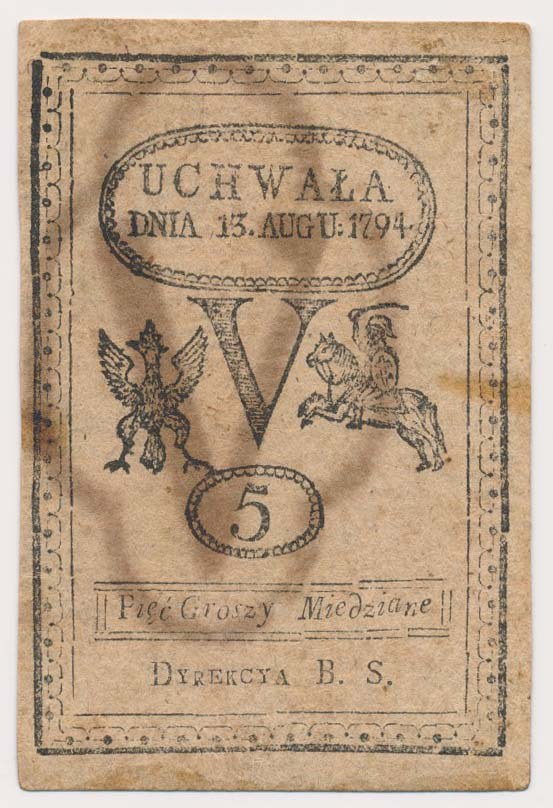 UCHWAŁA
DNIA 13. AUGU: 1794.
V
5
Pięć Groszy Miedziane
DYREKCYA B. S.